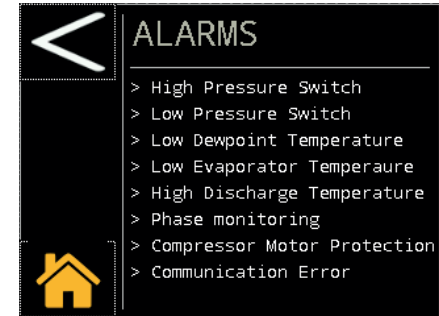 ALARMS
> High Pressure Switch
> Low Pressure Switch
> Low Dewpoint Temperature
> Low Evaporator Temperaure
> High Discharge Temperature
> Phase monitoring
> Compressor Motor Protection
> Communication Error